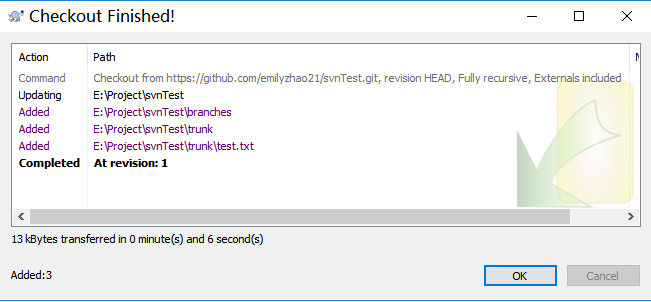 Checkout Finished!
Action Path
Command Checkout from https://github.com/emilyzhao21/svnTest.git, revision HEAD, Fully recursive, Externals included
Updating E:\Project\svnTest
Added E:\Project\svnTest\branches
Added E:\Project\svnTest\trunk
Added E:\Project\svnTest\trunk\test.txt
Completed At revision: 1
13 kBytes transferred in 0 minute(s) and 6 second(s)
Added:3
OK Cancel